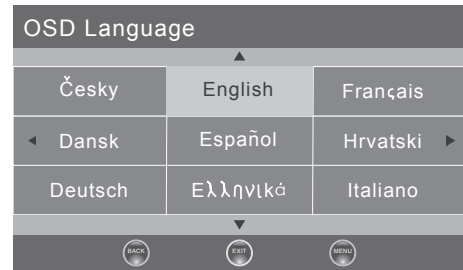 OSD Language
Česky English Français
Dansk Español Hrvatski
Deutsch Ελληνικά Italiano
BACK EXIT MENU